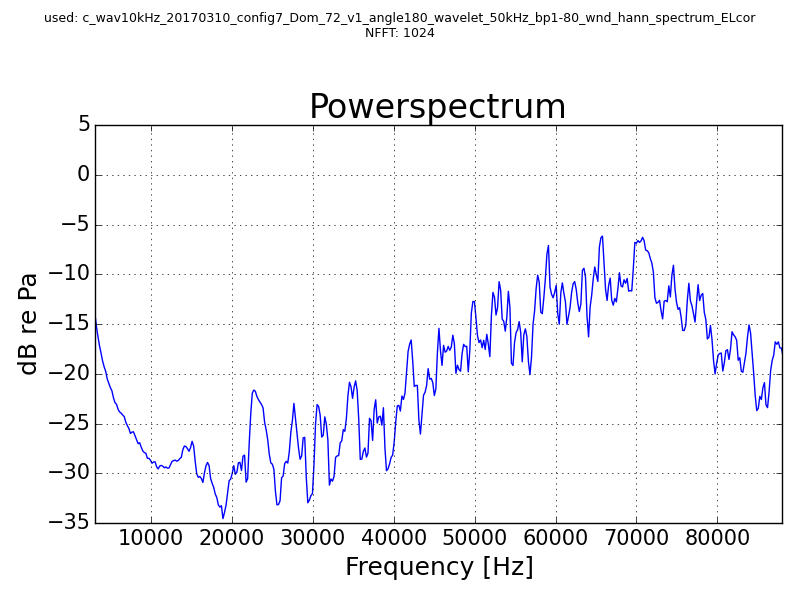 used: c_wav10kHz_20170310_config7_Dom_72_v1_angle180_wavelet_50kHz_bp1-80_wnd_hann_spectrum_ELcor
NFFT: 1024
Powerspectrum
5
0
−5
−10
−15
−20
−25
−30
−35
dB re Pa
10000 20000 30000 40000 50000 60000 70000 80000
Frequency [Hz]